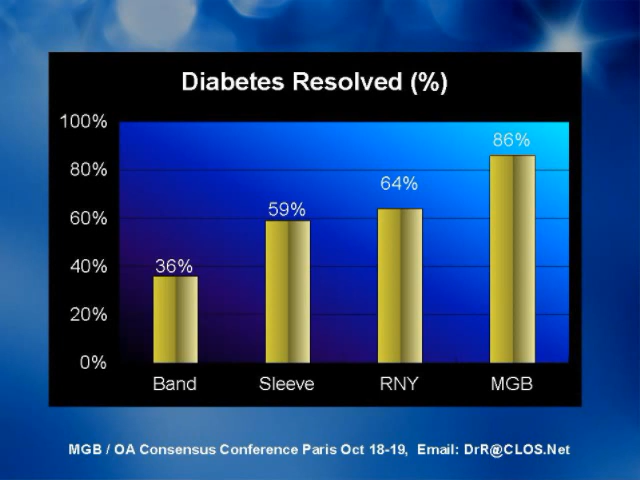 Diabetes Resolved (%)
100%
80%
60%
40%
20%
0%
36%
59%
64%
86%
Band
Sleeve
RNY
MGB
MGB / OA Consensus Conference Paris Oct 18-19,  Email: DrR@CLOS.Net